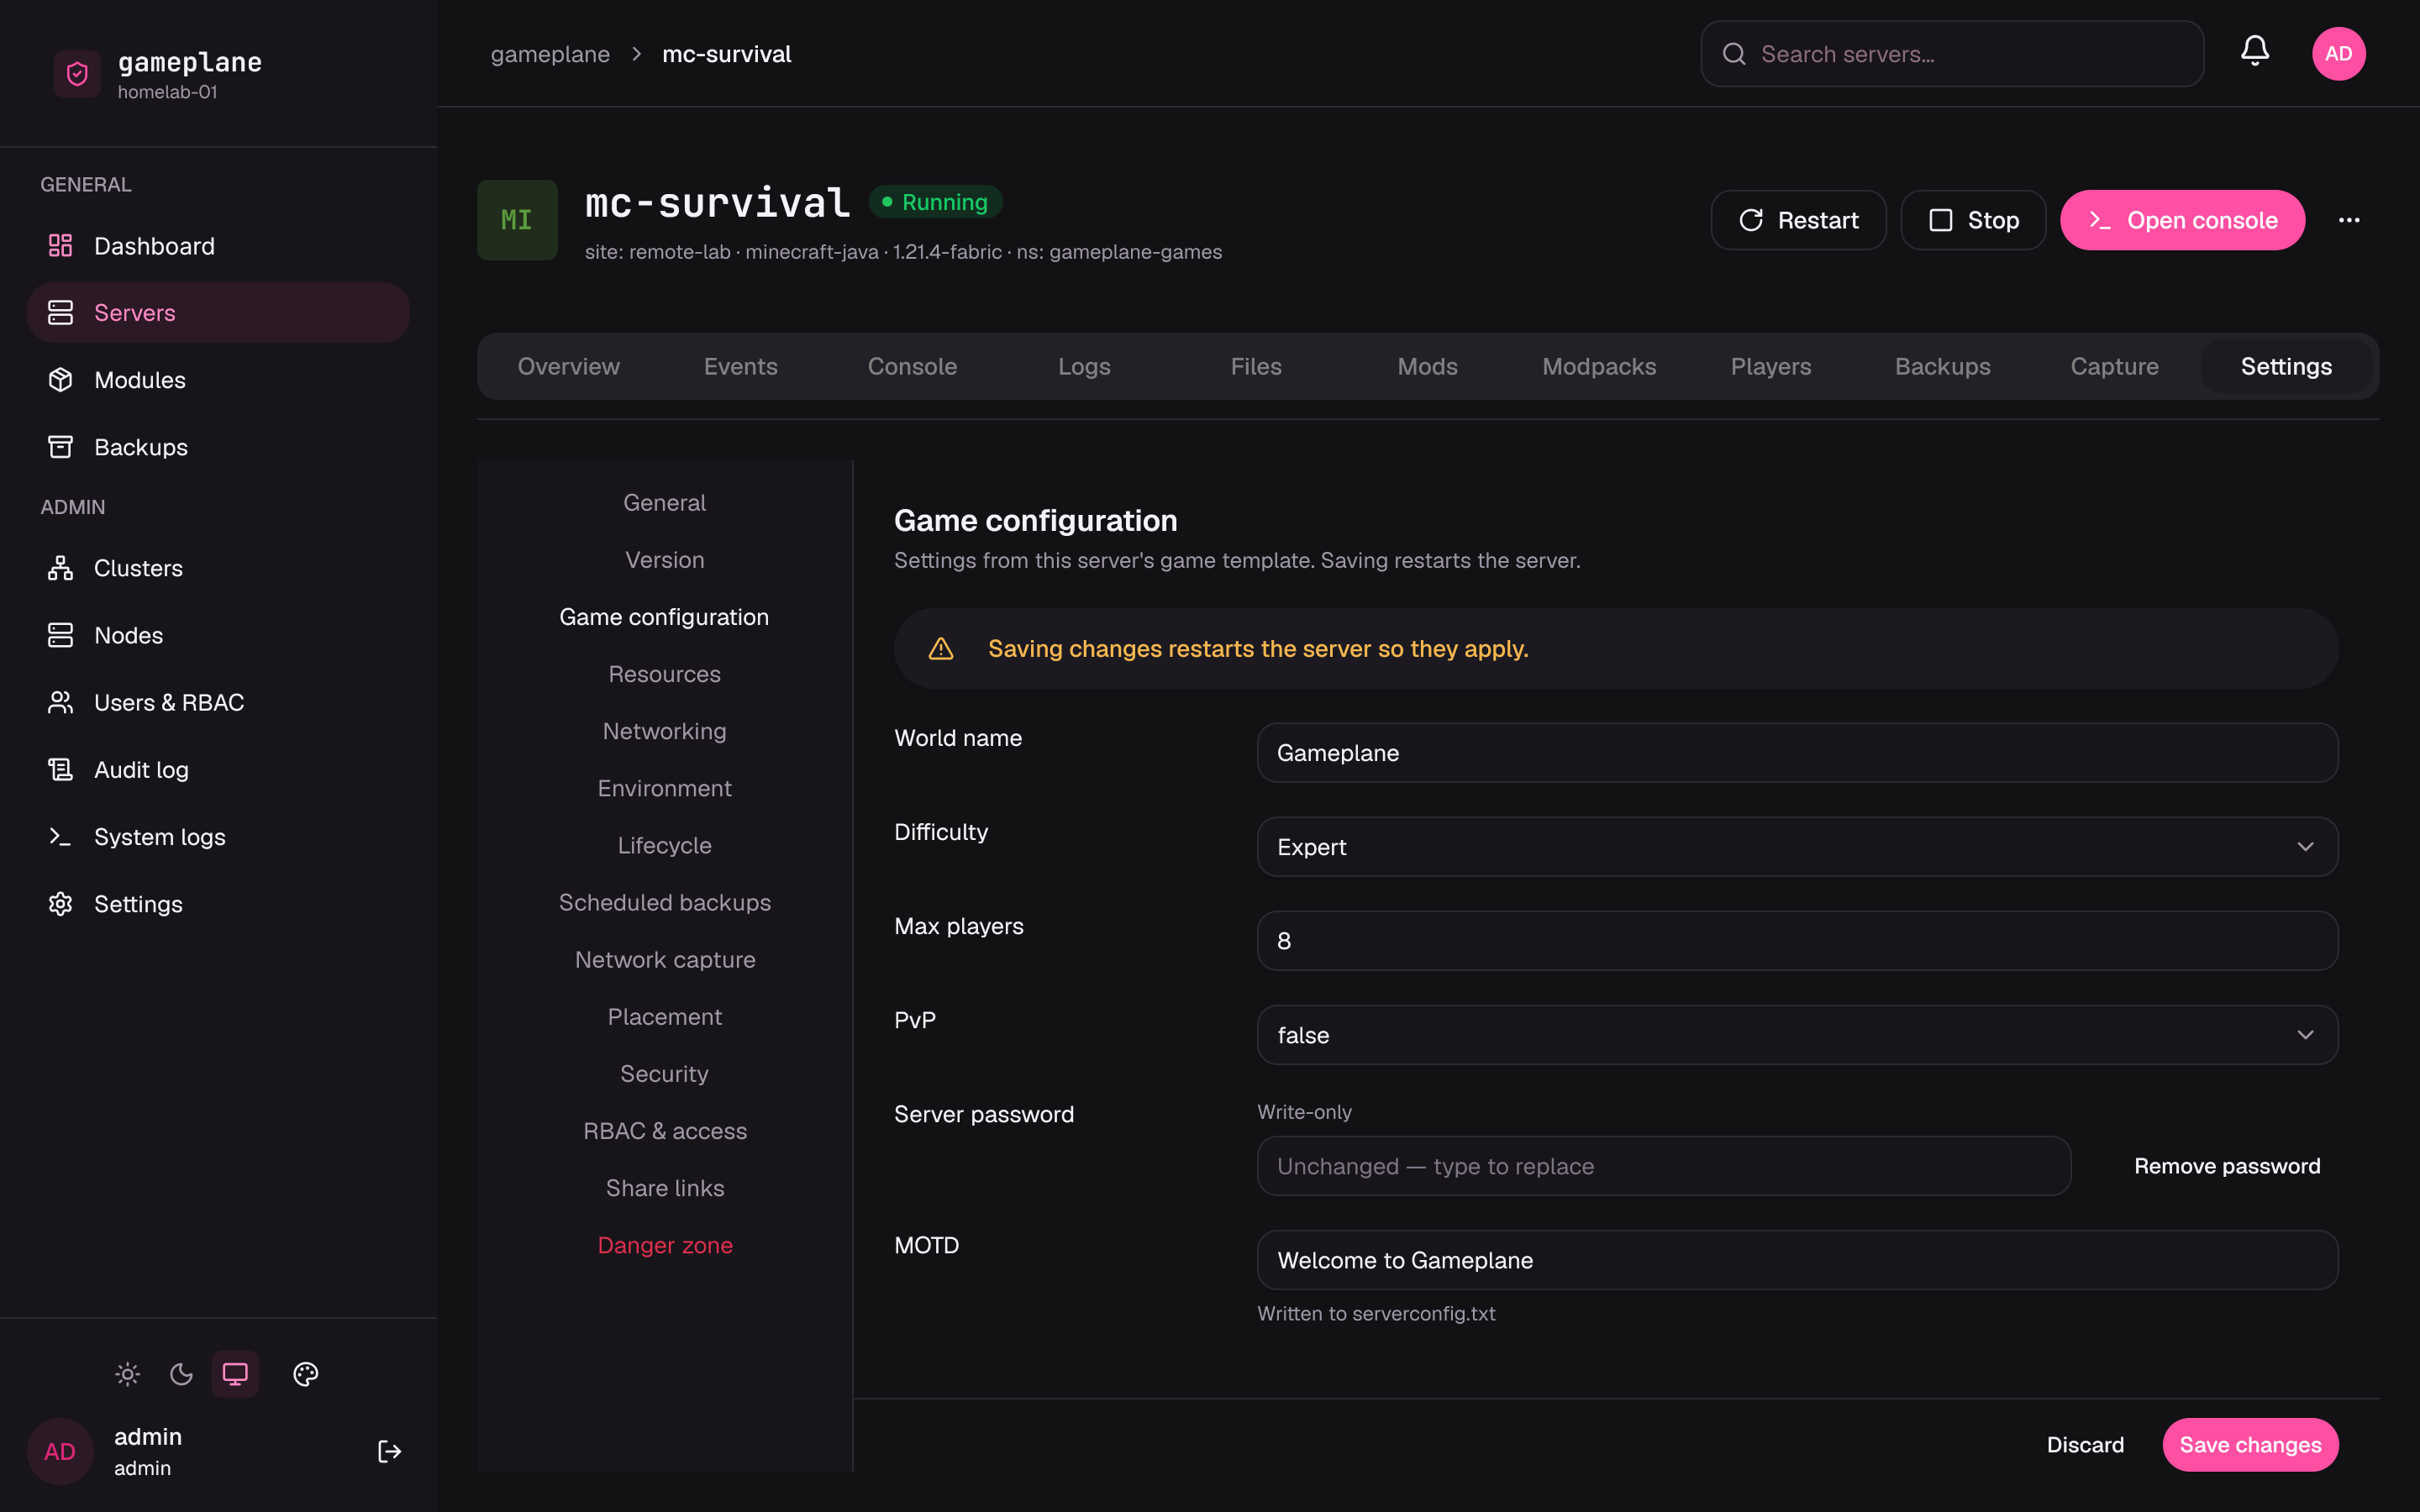 gameplane
homelab-01
GENERAL
Dashboard
Servers
Modules
Backups
ADMIN
Clusters
Nodes
Users & RBAC
Audit log
System logs
Settings
AD
admin
admin
gameplane > mc-survival
Search servers...
AD
MI
mc-survival
Running
site: remote-lab · minecraft-java · 1.21.4-fabric · ns: gameplane-games
Restart
Stop
Open console
Overview
Events
Console
Logs
Files
Mods
Modpacks
Players
Backups
Capture
Settings
General
Version
Game configuration
Resources
Networking
Environment
Lifecycle
Scheduled backups
Network capture
Placement
Security
RBAC & access
Share links
Danger zone
Game configuration
Settings from this server's game template. Saving restarts the server.
Saving changes restarts the server so they apply.
World name
Gameplane
Difficulty
Expert
Max players
8
PvP
false
Server password
Write-only
Unchanged — type to replace
Remove password
MOTD
Welcome to Gameplane
Written to serverconfig.txt
Discard
Save changes